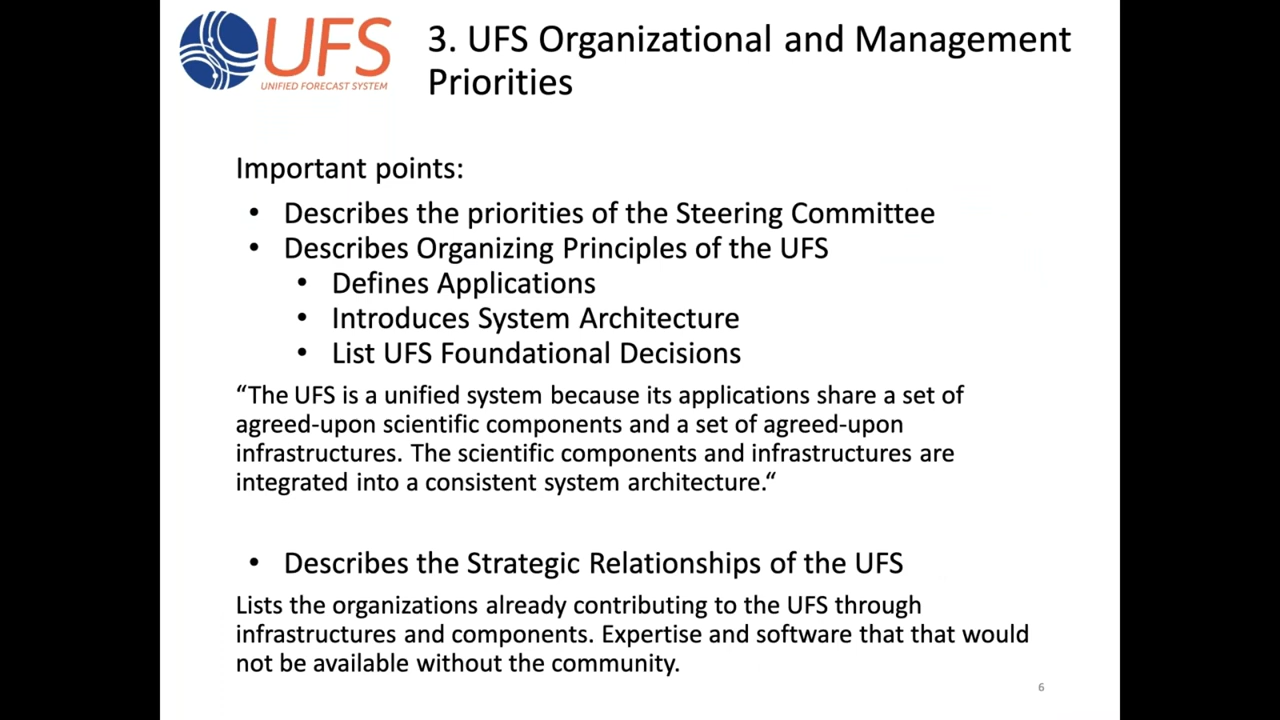 UFS
UNIFIED FORECAST SYSTEM
3. UFS Organizational and Management
Priorities
Important points:
• Describes the priorities of the Steering Committee
• Describes Organizing Principles of the UFS
• Defines Applications
• Introduces System Architecture
• List UFS Foundational Decisions
“The UFS is a unified system because its applications share a set of
agreed-upon scientific components and a set of agreed-upon
infrastructures. The scientific components and infrastructures are
integrated into a consistent system architecture.“
• Describes the Strategic Relationships of the UFS
Lists the organizations already contributing to the UFS through
infrastructures and components. Expertise and software that that would
not be available without the community.
6